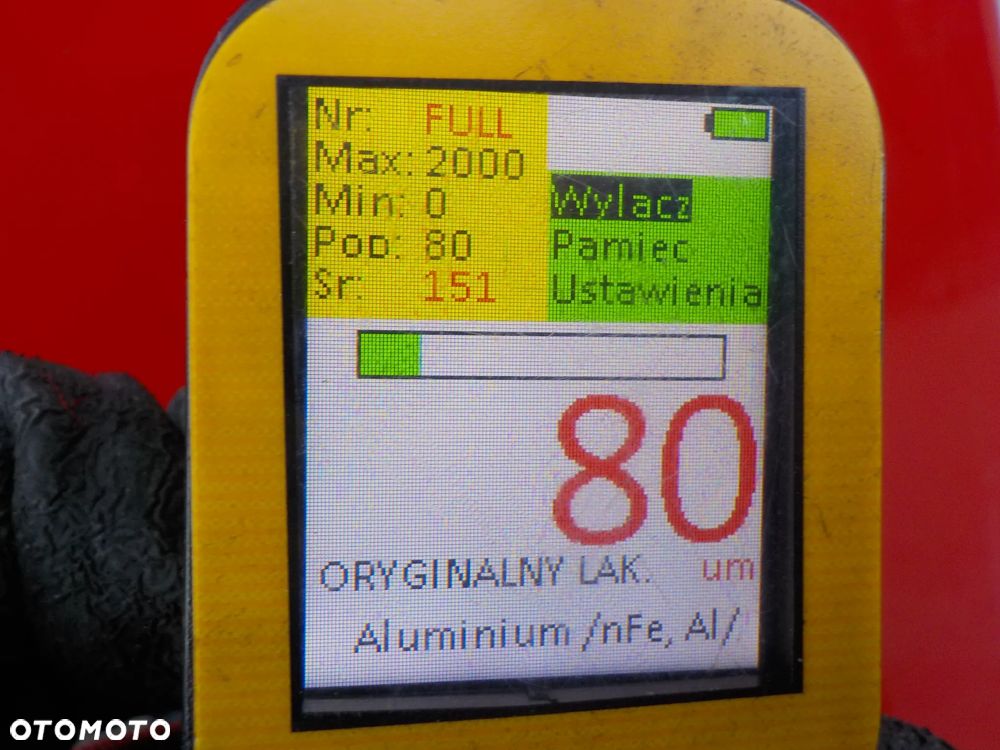 Nr: FULL
Max: 2000
Min: 0
Pop: 80
Sr: 151
Wylacz
Pamiec
Ustawienia
80
ORYGINALNY LAK. um
Aluminium /nFe, Al/
OTOMOTO